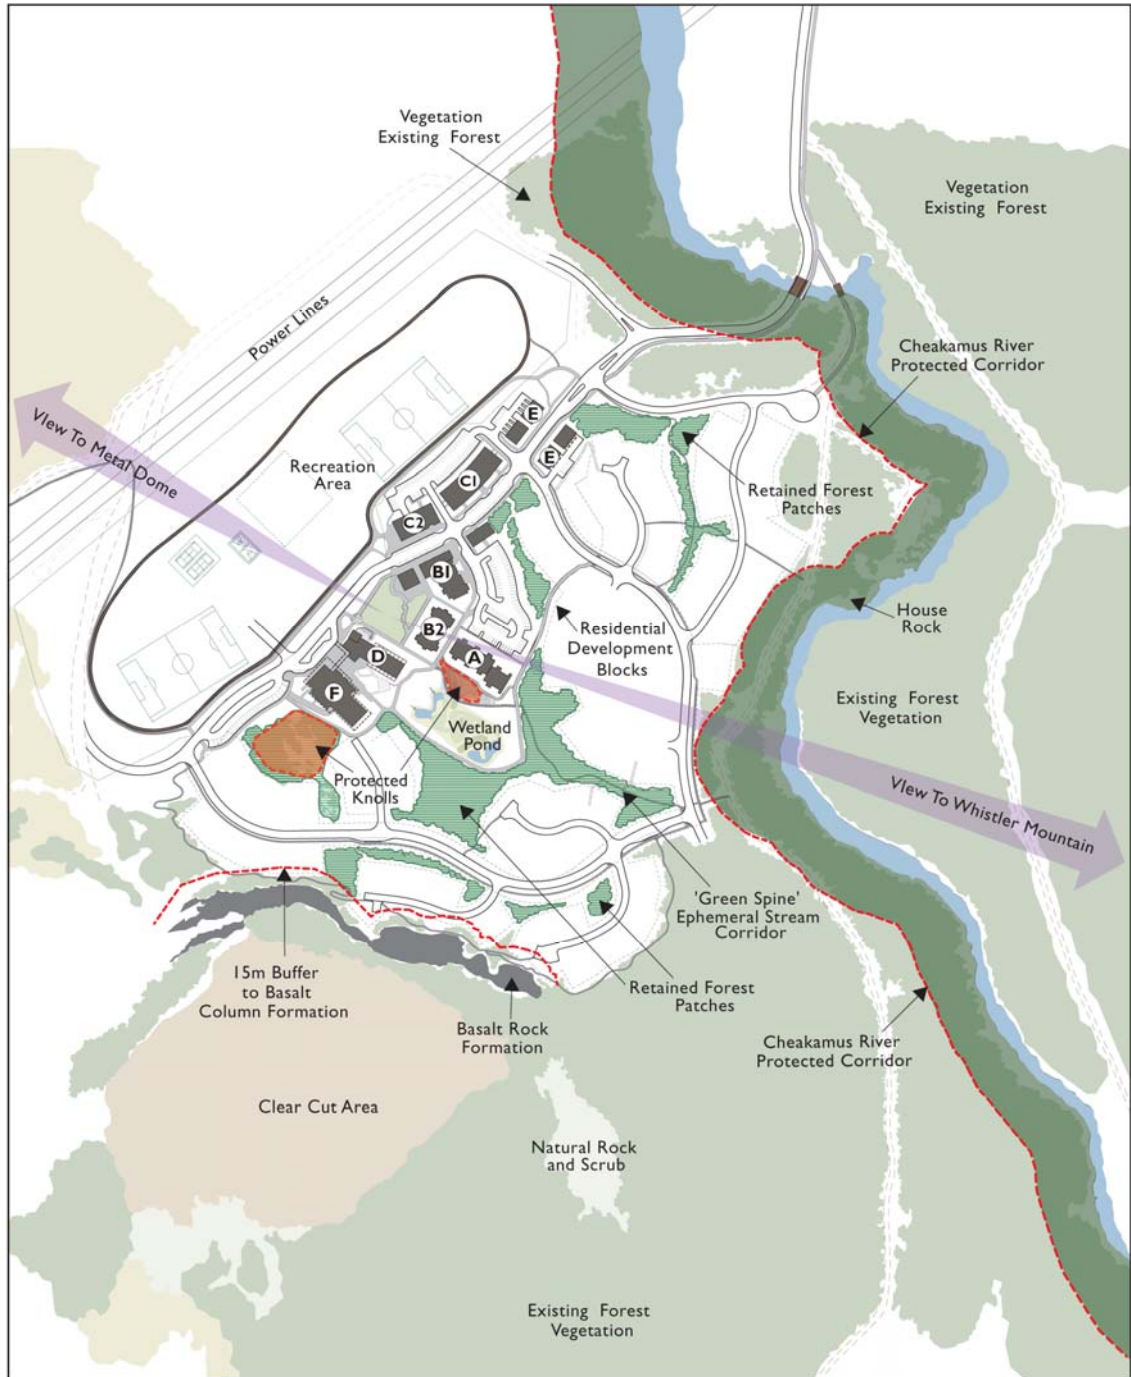 Vegetation
Existing Forest
Vegetation
Existing Forest
Power Lines
Cheakamus River
Protected Corridor
VIew To Metal Dome
E
Recreation
Area
E
C1
Retained Forest
Patches
C2
B1
House
Rock
B2
Residential
Development
Blocks
D
A
F
Existing Forest
Vegetation
Wetland
Pond
Protected
Knolls
VIew To Whistler Mountain
'Green Spine'
Ephemeral Stream
Corridor
15m Buffer
to Basalt
Column Formation
Retained Forest
Patches
Basalt Rock
Formation
Cheakamus River
Protected Corridor
Clear Cut Area
Natural Rock
and Scrub
Existing Forest
Vegetation